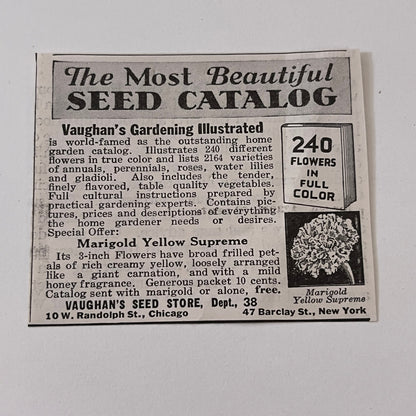 The Most Beautiful
SEED CATALOG
Vaughan's Gardening Illustrated
is world-famed as the outstanding home
garden catalog. Illustrates 240 different
flowers in true color and lists 2164 varieties
of annuals, perennials, roses, water lilies
and gladioli. Also includes the tender,
finely flavored, table quality vegetables.
Full cultural instructions prepared by
practical gardening experts. Contains pic-
tures, prices and descriptions of everything
the home gardener needs or desires.
Special Offer:
240
FLOWERS
IN
FULL
COLOR
Marigold Yellow Supreme
Its 3-inch Flowers have broad frilled pet-
als of rich creamy yellow, loosely arranged
like a giant carnation, and with a mild
honey fragrance. Generous packet 10 cents.
Catalog sent with marigold or alone, free.
Marigold
Yellow Supreme
VAUGHAN'S SEED STORE, Dept., 38
10 W. Randolph St., Chicago 47 Barclay St., New York